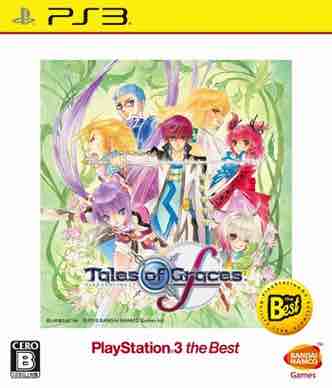 PS3
Tales of Graces
f
the Best
PlayStation 3 the Best
CERO
B
BANDAI
NAMCO
Games